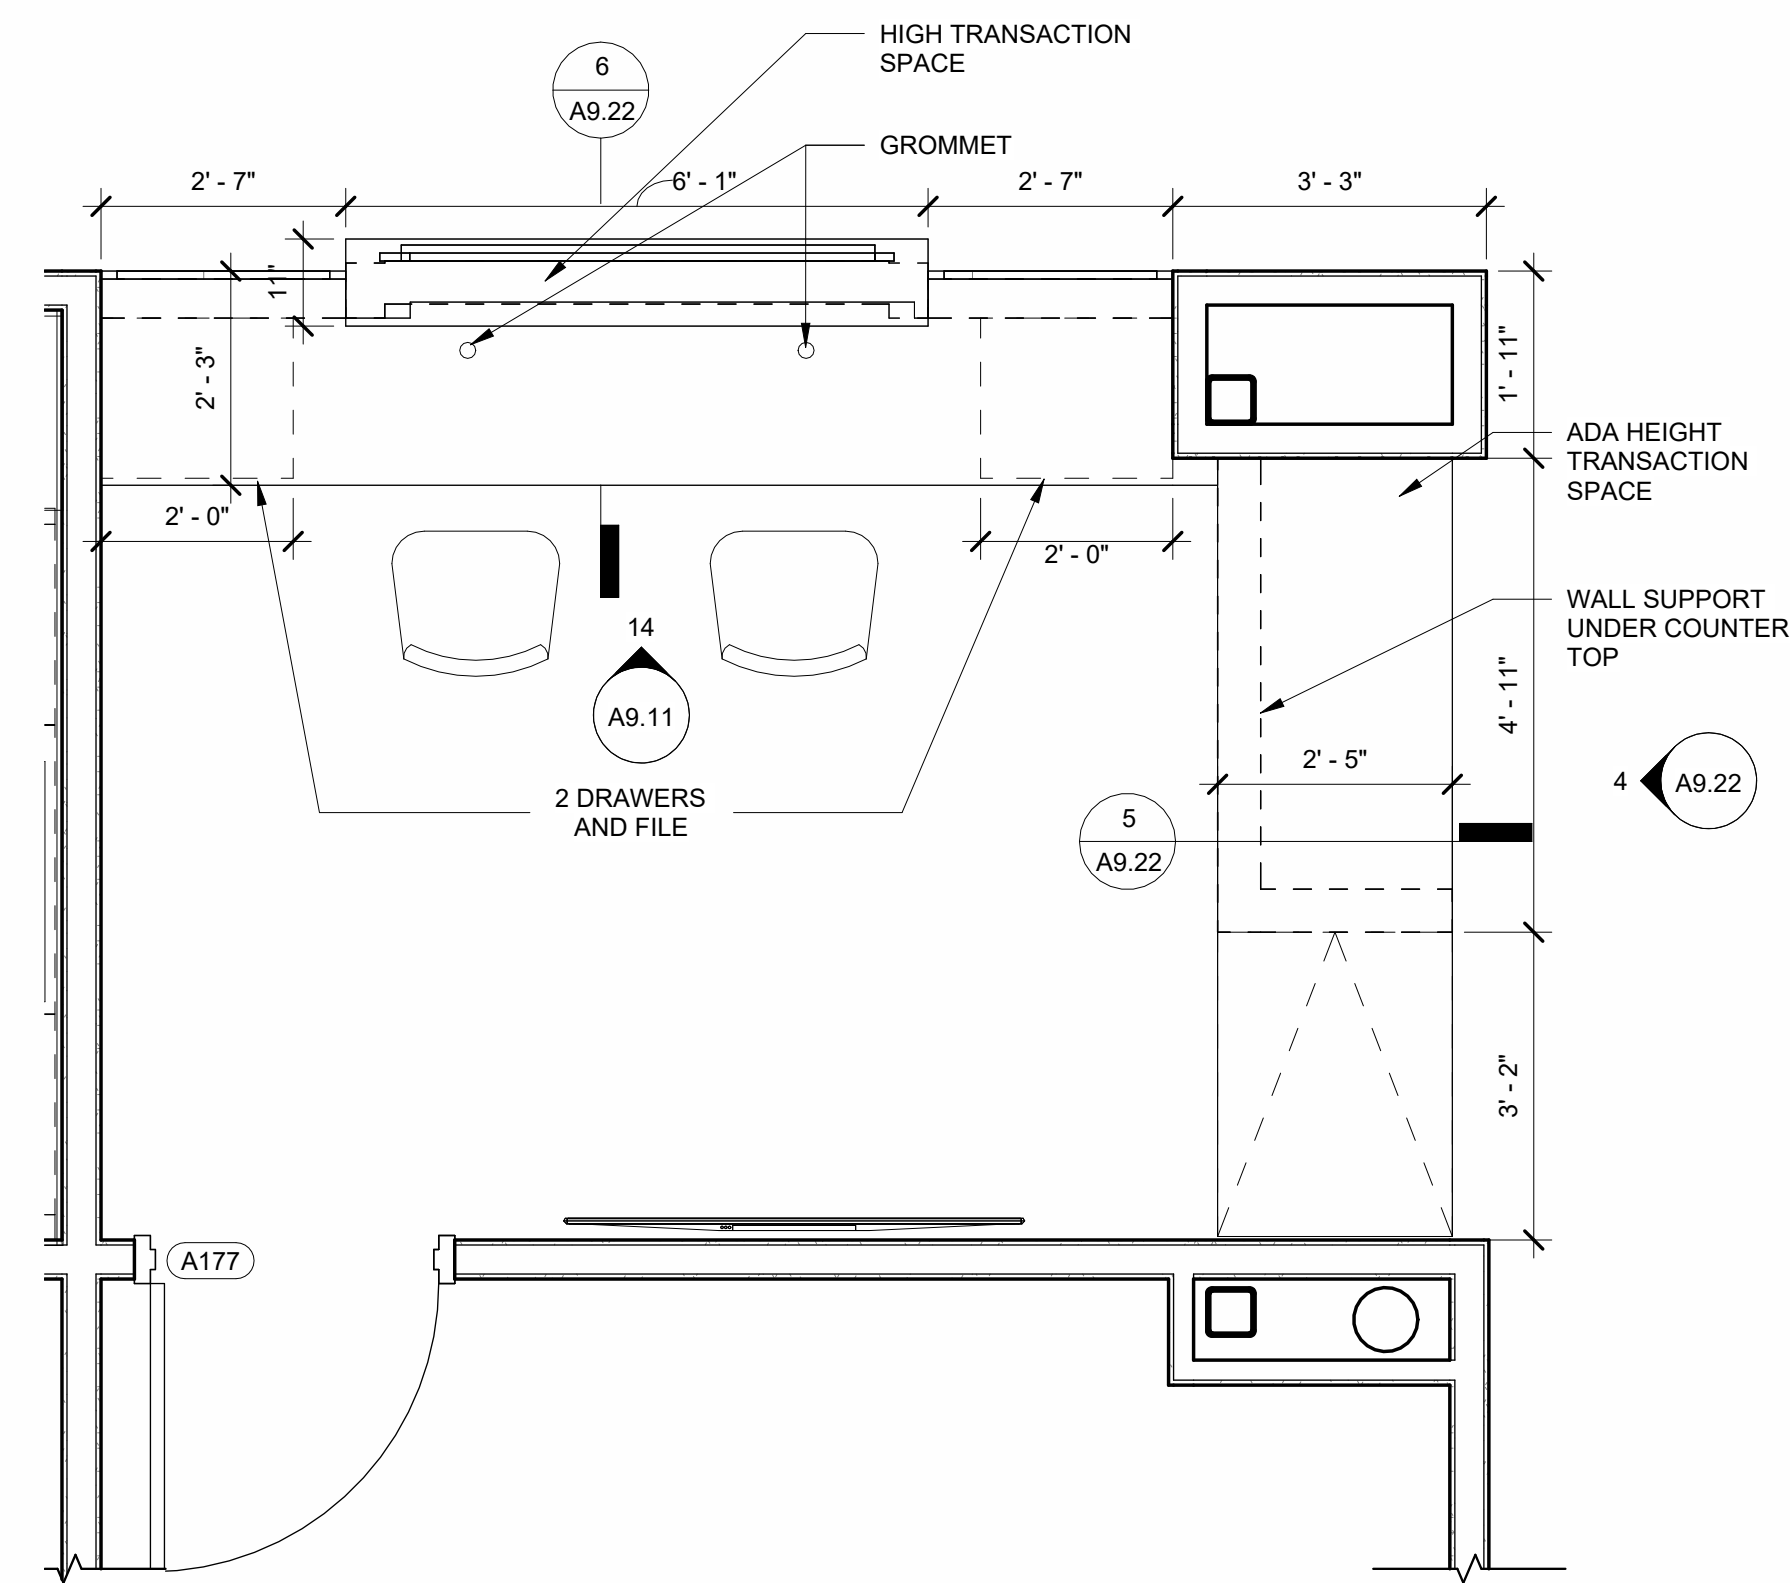 HIGH TRANSACTION
SPACE
6
A9.22
GROMMET
2' - 7"
6' - 1"
2' - 7"
3' - 3"
11"
2' - 3"
1' - 11"
ADA HEIGHT
TRANSACTION
SPACE
2' - 0"
2' - 0"
WALL SUPPORT
UNDER COUNTER
TOP
14
A9.11
4' - 11"
2' - 5"
4
A9.22
2 DRAWERS
AND FILE
5
A9.22
3' - 2"
A177